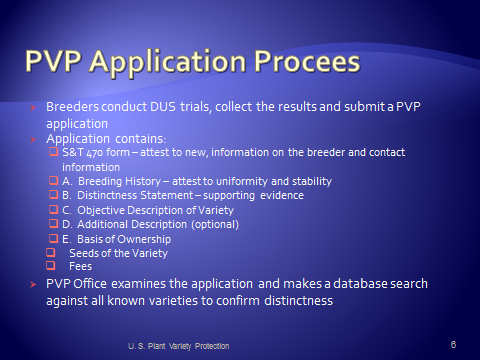 PVP Application Procees
Breeders conduct DUS trials, collect the results and submit a PVP
application
Application contains:
S&T 470 form – attest to new, information on the breeder and contact
information
A. Breeding History – attest to uniformity and stability
B. Distinctness Statement – supporting evidence
C. Objective Description of Variety
D. Additional Description (optional)
E. Basis of Ownership
Seeds of the Variety
Fees
PVP Office examines the application and makes a database search
against all known varieties to confirm distinctness
U. S. Plant Variety Protection
6